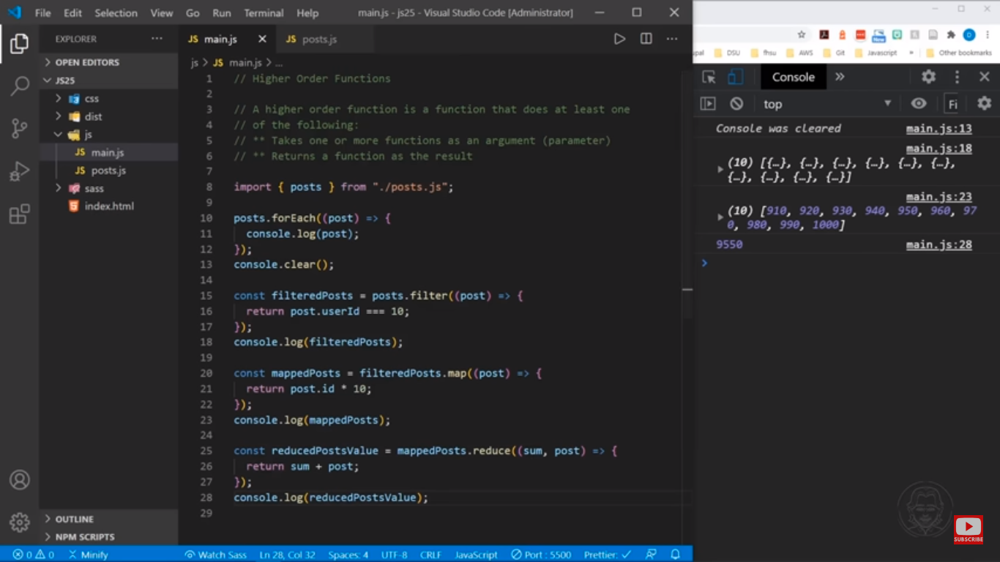 File Edit Selection View Go Run Terminal Help main.js - js25 - Visual Studio Code [Administrator]
EXPLORER ...
JS main.js JS posts.js
OPEN EDITORS
js > JS main.js > ...
JS25
css
dist
js
JS main.js
JS posts.js
sass
index.html
1 // Higher Order Functions
2
3 // A higher order function is a function that does at least one
4 // of the following:
5 // ** Takes one or more functions as an argument (parameter)
6 // ** Returns a function as the result
7
8 import { posts } from "./posts.js";
9
10 posts.forEach((post) => {
11 console.log(post);
12 });
13 console.clear();
14
15 const filteredPosts = posts.filter((post) => {
16 return post.userId === 10;
17 });
18 console.log(filteredPosts);
19
20 const mappedPosts = filteredPosts.map((post) => {
21 return post.id * 10;
22 });
23 console.log(mappedPosts);
24
25 const reducedPostsValue = mappedPosts.reduce((sum, post) => {
26 return sum + post;
27 });
28 console.log(reducedPostsValue);
29
OUTLINE
NPM SCRIPTS
0 0 Minify Watch Sass Ln 28, Col 32 Spaces: 4 UTF-8 CRLF JavaScript Port : 5500 Prettier: ✓
New D
upal DSU fhsu AWS Git Javascript » Other bookmarks
Console »
top Fi
Console was cleared main.js:13
main.js:18
(10) [{…}, {…}, {…}, {…}, {…}, {…},
{…}, {…}, {…}, {…}]
main.js:23
(10) [910, 920, 930, 940, 950, 960, 97
0, 980, 990, 1000]
9550 main.js:28
>
SUBSCRIBE